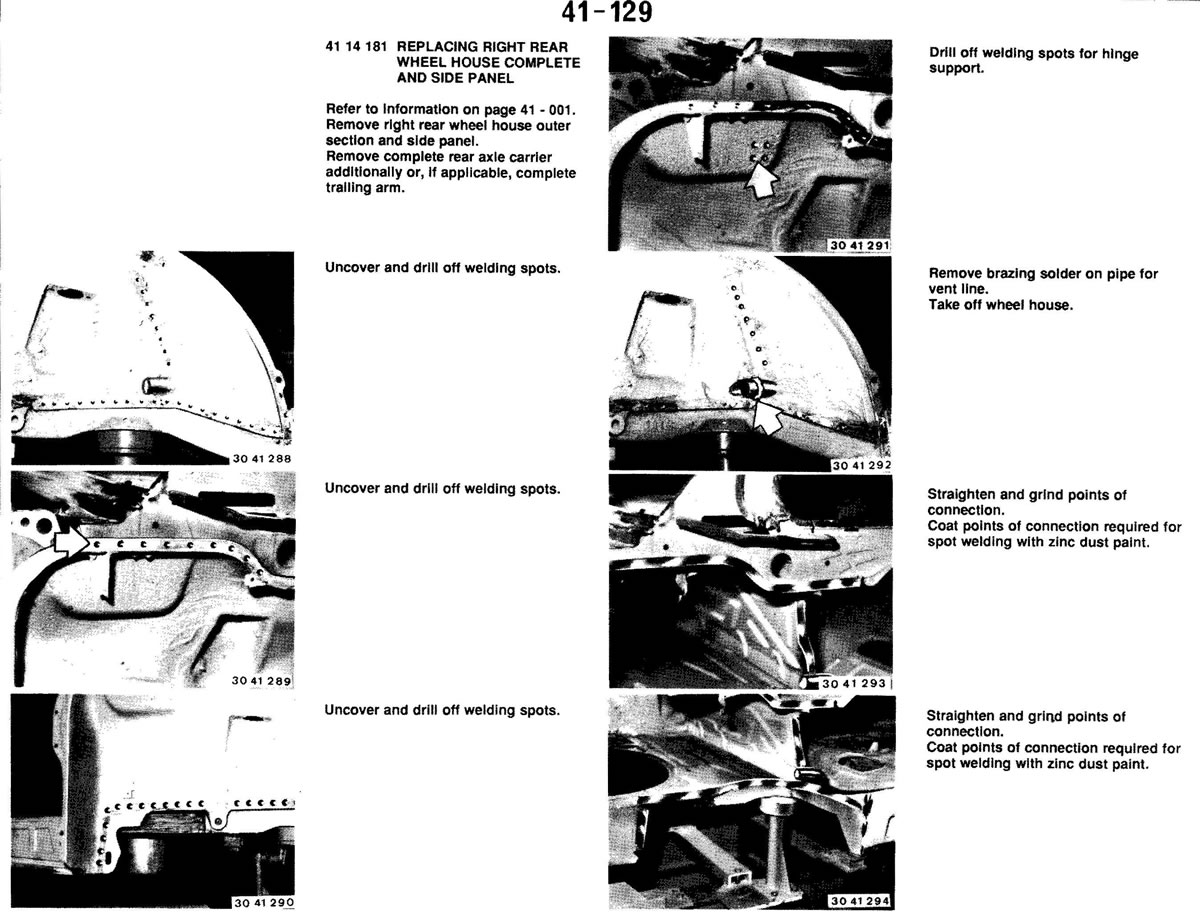 41-129
41 14 181 REPLACING RIGHT REAR
WHEEL HOUSE COMPLETE
AND SIDE PANEL
Refer to Information on page 41 - 001.
Remove right rear wheel house outer
section and side panel.
Remove complete rear axle carrier
additionally or, if applicable, complete
trailing arm.
Uncover and drill off welding spots.
30 41 288
Uncover and drill off welding spots.
30 41 289
Uncover and drill off welding spots.
30 41 290
Drill off welding spots for hinge
support.
30 41 291
Remove brazing solder on pipe for
vent line.
Take off wheel house.
30 41 292
Straighten and grind points of
connection.
Coat points of connection required for
spot welding with zinc dust paint.
30 41 293
Straighten and grind points of
connection.
Coat points of connection required for
spot welding with zinc dust paint.
30 41 294